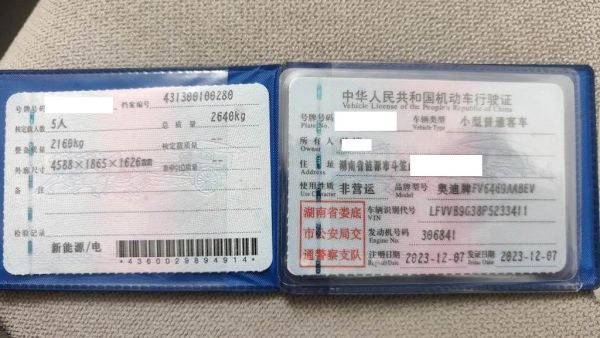 号牌号码
档案编号 431300106280
核定载人数 5人 总质量 2640kg
整备质量 2160kg 核定载质量 --
外廓尺寸 4588×1865×1626mm 准牵引总质量 --
备注
检验记录
新能源/电
*4360029894914*
中华人民共和国机动车行驶证
Vehicle License of the People's Republic of China
号牌号码 车辆类型 小型普通客车
Plate No. Vehicle Type
所有人
Owner
住址 湖南省涟源市斗笠
Address
使用性质 非营运 品牌型号 奥迪牌FV6469AABEV
Use Character Model
湖南省娄底
市公安局交
通警察支队
车辆识别代号 LFVVB9G38P5233411
VIN
发动机号码 306841
Engine No.
注册日期 2023-12-07 发证日期 2023-12-07
Register Date Issue Date